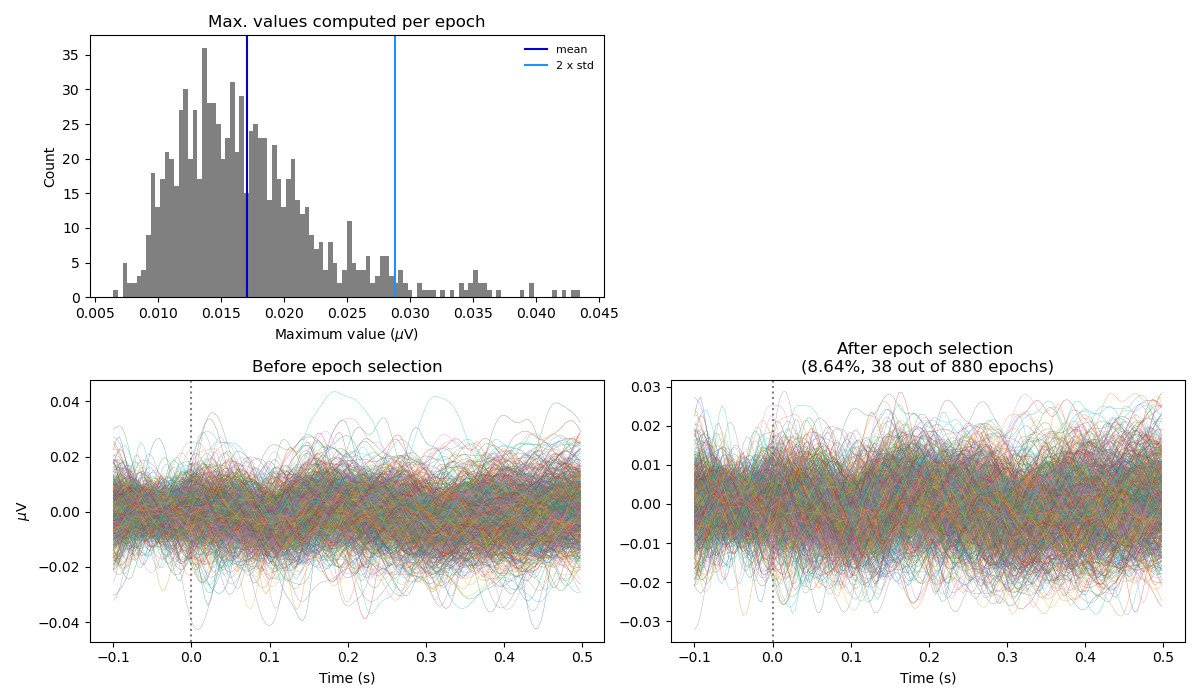 Max. values computed per epoch
mean
2 x std
Count
35
30
25
20
15
10
5
0
0.005 0.010 0.015 0.020 0.025 0.030 0.035 0.040 0.045
Maximum value (μV)
Before epoch selection
μV
0.04
0.02
0.00
−0.02
−0.04
−0.1 0.0 0.1 0.2 0.3 0.4 0.5
Time (s)
After epoch selection
(8.64%, 38 out of 880 epochs)
0.03
0.02
0.01
0.00
−0.01
−0.02
−0.03
−0.1 0.0 0.1 0.2 0.3 0.4 0.5
Time (s)